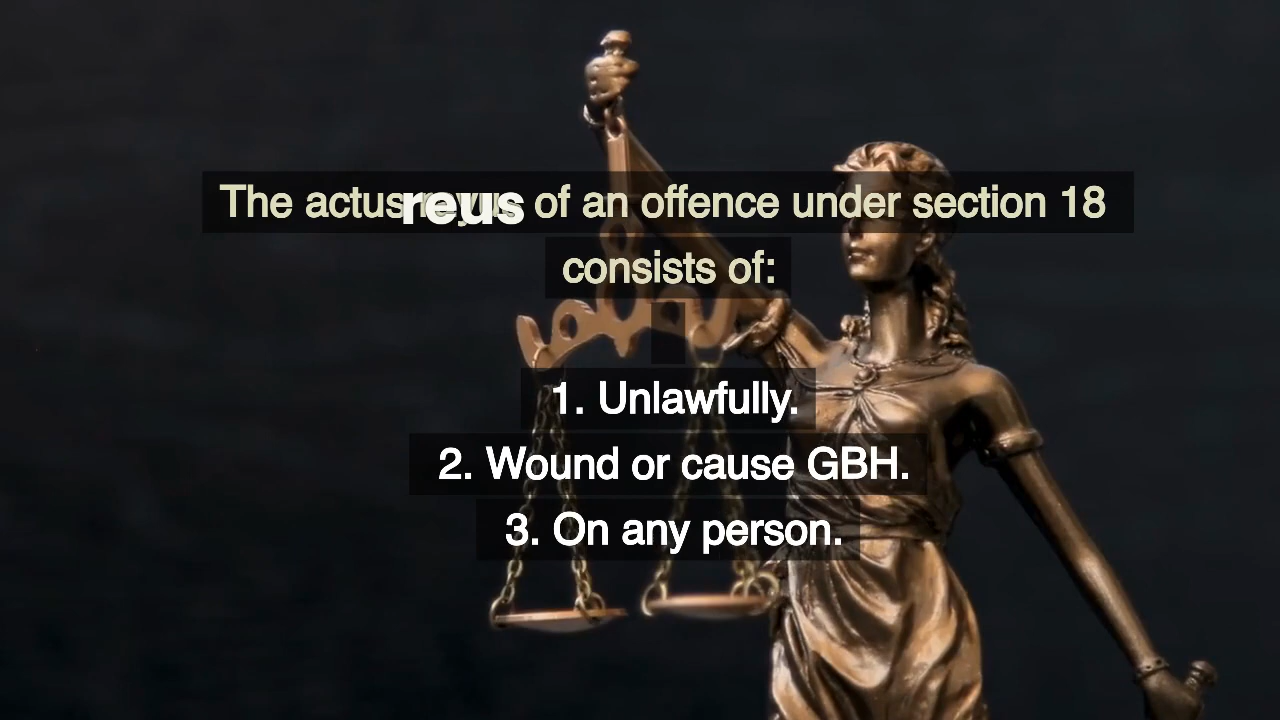 The actus reus of an offence under section 18
consists of:
1. Unlawfully.
2. Wound or cause GBH.
3. On any person.